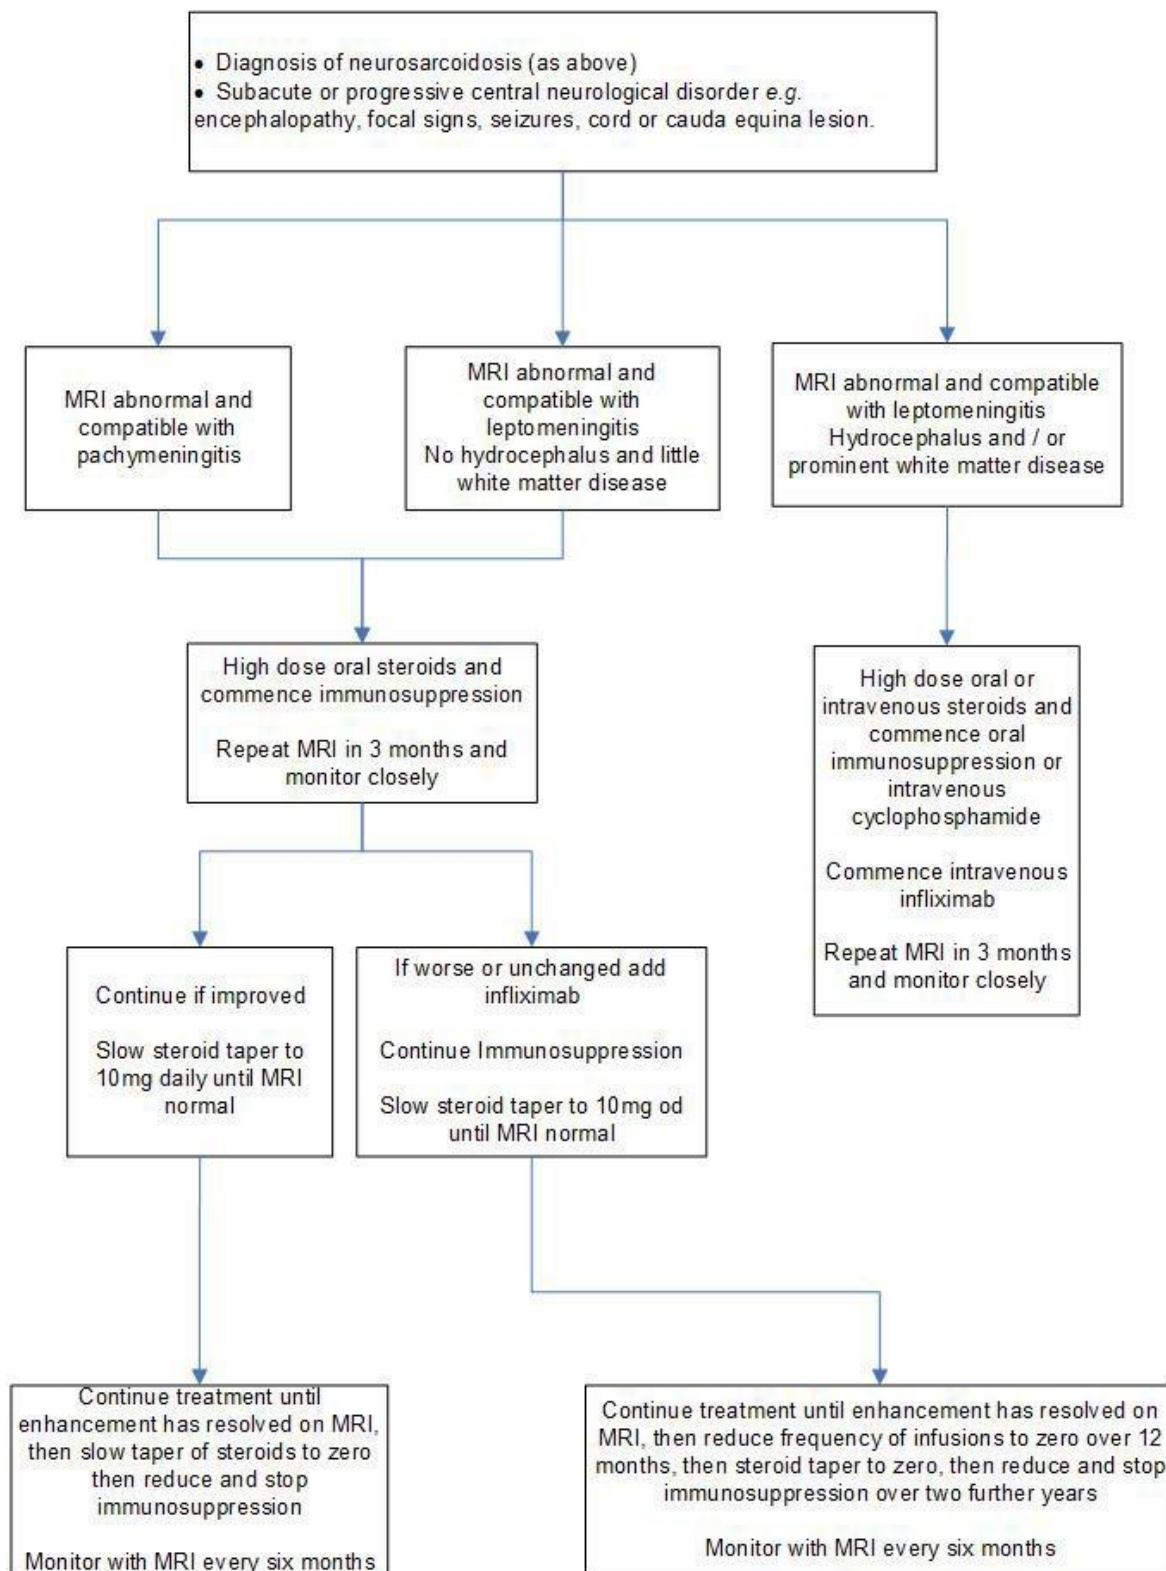 • Diagnosis of neurosarcoidosis (as above)
• Subacute or progressive central neurological disorder e.g.
encephalopathy, focal signs, seizures, cord or cauda equina lesion.
MRI abnormal and
compatible with
pachymeningitis
MRI abnormal and
compatible with
leptomeningitis
No hydrocephalus and little
white matter disease
MRI abnormal and compatible
with leptomeningitis
Hydrocephalus and / or
prominent white matter disease
High dose oral steroids and
commence immunosuppression
Repeat MRI in 3 months and
monitor closely
High dose oral or
intravenous steroids and
commence oral
immunosuppression or
intravenous
cyclophosphamide
Commence intravenous
infliximab
Repeat MRI in 3 months
and monitor closely
Continue if improved
Slow steroid taper to
10mg daily until MRI
normal
If worse or unchanged add
infliximab
Continue Immunosuppression
Slow steroid taper to 10mg od
until MRI normal
Continue treatment until
enhancement has resolved on MRI,
then slow taper of steroids to zero
then reduce and stop
immunosuppression
Monitor with MRI every six months
Continue treatment until enhancement has resolved on
MRI, then reduce frequency of infusions to zero over 12
months, then steroid taper to zero, then reduce and stop
immunosuppression over two further years
Monitor with MRI every six months